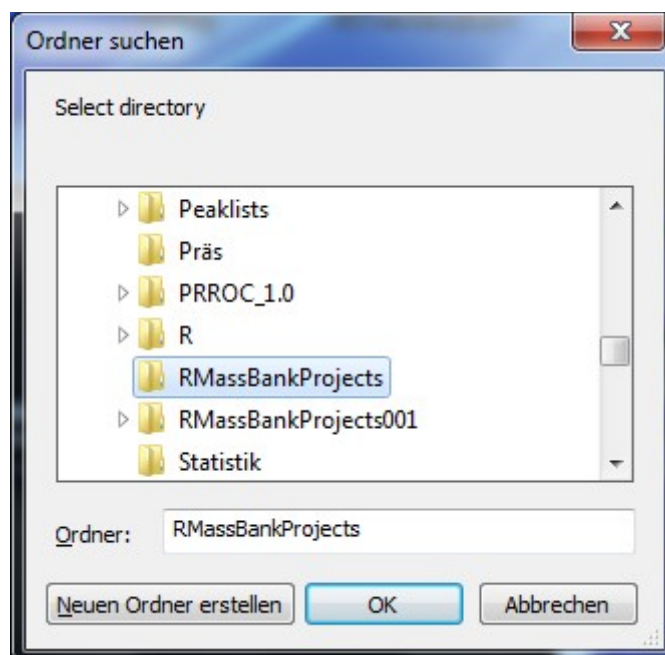 Ordner suchen
Select directory
Peaklists
Präs
PRROC_1.0
R
RMassBankProjects
RMassBankProjects001
Statistik
Ordner: RMassBankProjects
Neuen Ordner erstellen OK Abbrechen